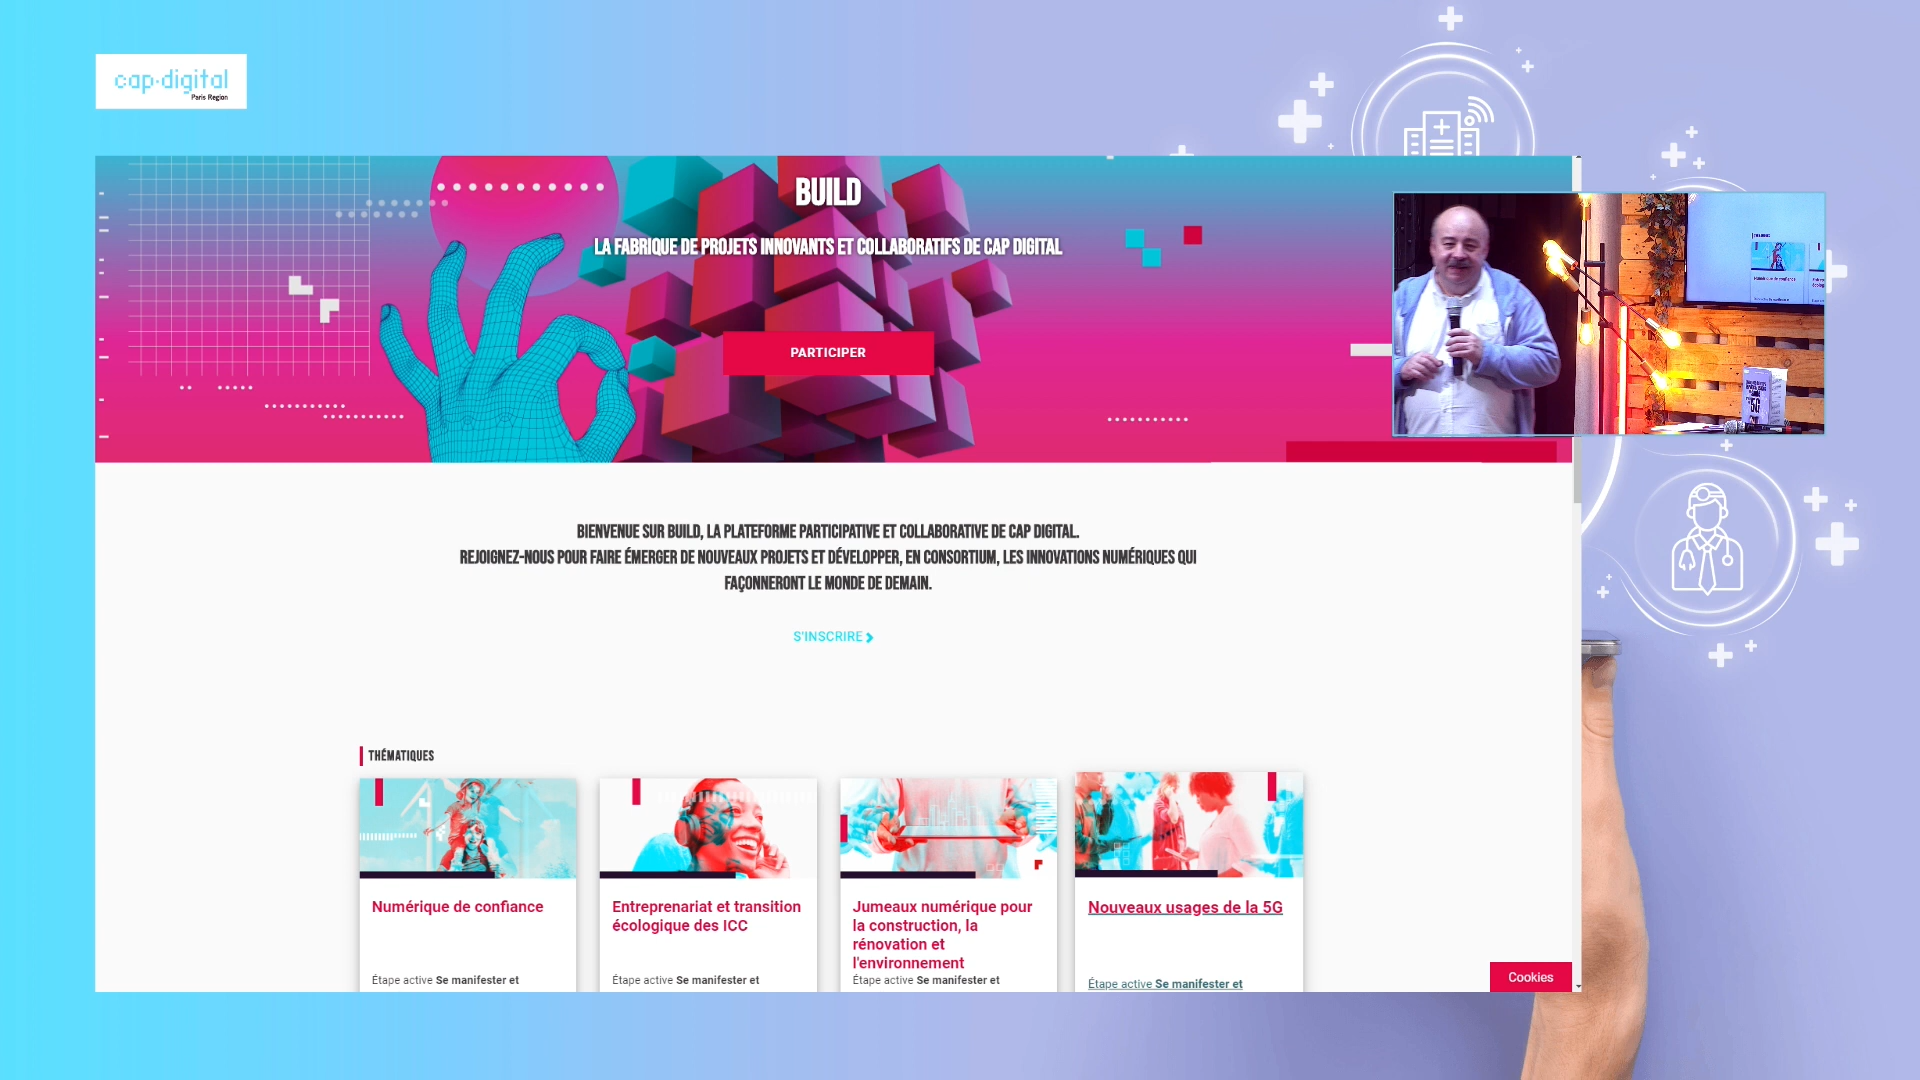 cap·digital
Paris Region
BUILD
LA FABRIQUE DE PROJETS INNOVANTS ET COLLABORATIFS DE CAP DIGITAL
PARTICIPER
BIENVENUE SUR BUILD, LA PLATEFORME PARTICIPATIVE ET COLLABORATIVE DE CAP DIGITAL.
REJOIGNEZ-NOUS POUR FAIRE ÉMERGER DE NOUVEAUX PROJETS ET DÉVELOPPER, EN CONSORTIUM, LES INNOVATIONS NUMÉRIQUES QUI
FAÇONNERONT LE MONDE DE DEMAIN.
S'INSCRIRE
THÉMATIQUES
Numérique de confiance
Étape active Se manifester et
Entreprenariat et transition
écologique des ICC
Étape active Se manifester et
Jumeaux numérique pour
la construction, la
rénovation et
l'environnement
Étape active Se manifester et
Nouveaux usages de la 5G
Étape active Se manifester et
Cookies
5G